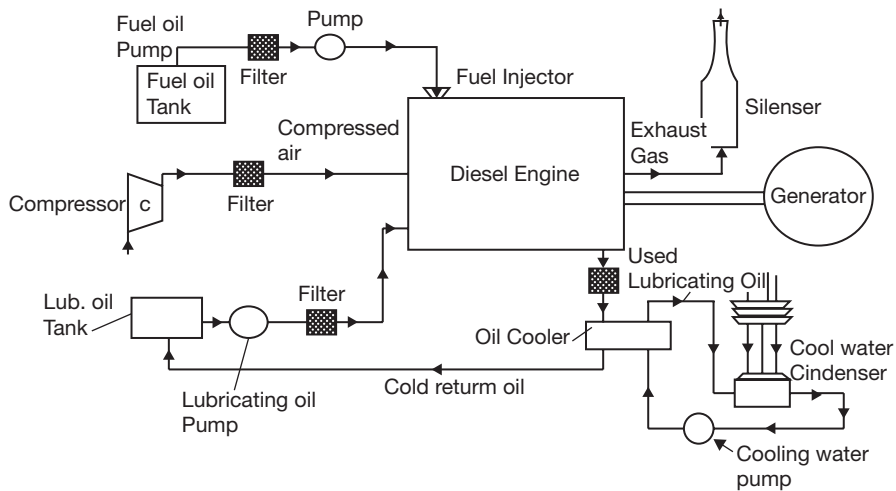 Fuel oil
Pump
Pump
Fuel oil
Tank
Filter
Fuel Injector
Silenser
Compressed
air
Exhaust
Gas
Diesel Engine
Compressor
c
Filter
Generator
Used
Lubricating Oil
Lub. oil
Tank
Filter
Oil Cooler
Cool water
Cindenser
Cold returm oil
Lubricating oil
Pump
Cooling water
pump